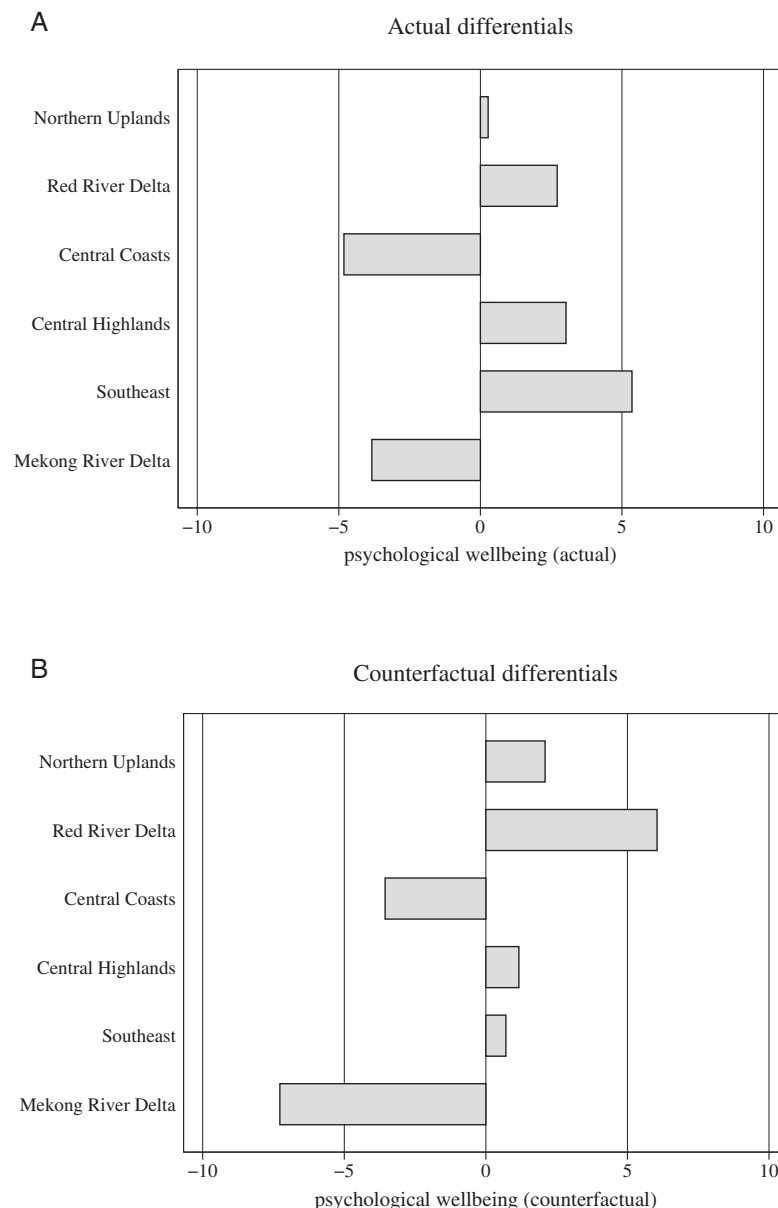 A
Actual differentials
Northern Uplands
Red River Delta
Central Coasts
Central Highlands
Southeast
Mekong River Delta
−10 −5 0 5 10
psychological wellbeing (actual)
B
Counterfactual differentials
Northern Uplands
Red River Delta
Central Coasts
Central Highlands
Southeast
Mekong River Delta
−10 −5 0 5 10
psychological wellbeing (counterfactual)